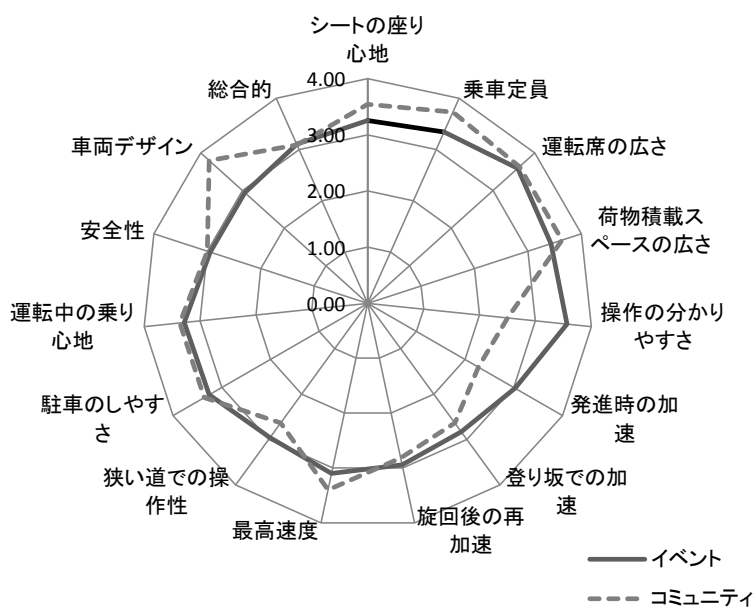 シートの座り
心地
乗車定員
運転席の広さ
荷物積載ス
ペースの広さ
操作の分かり
やすさ
発進時の加
速
登り坂での加
速
旋回後の再
加速
最高速度
狭い道での操
作性
駐車のしやす
さ
運転中の乗り
心地
安全性
車両デザイン
総合的
4.00
3.00
2.00
1.00
0.00
イベント
コミュニティ